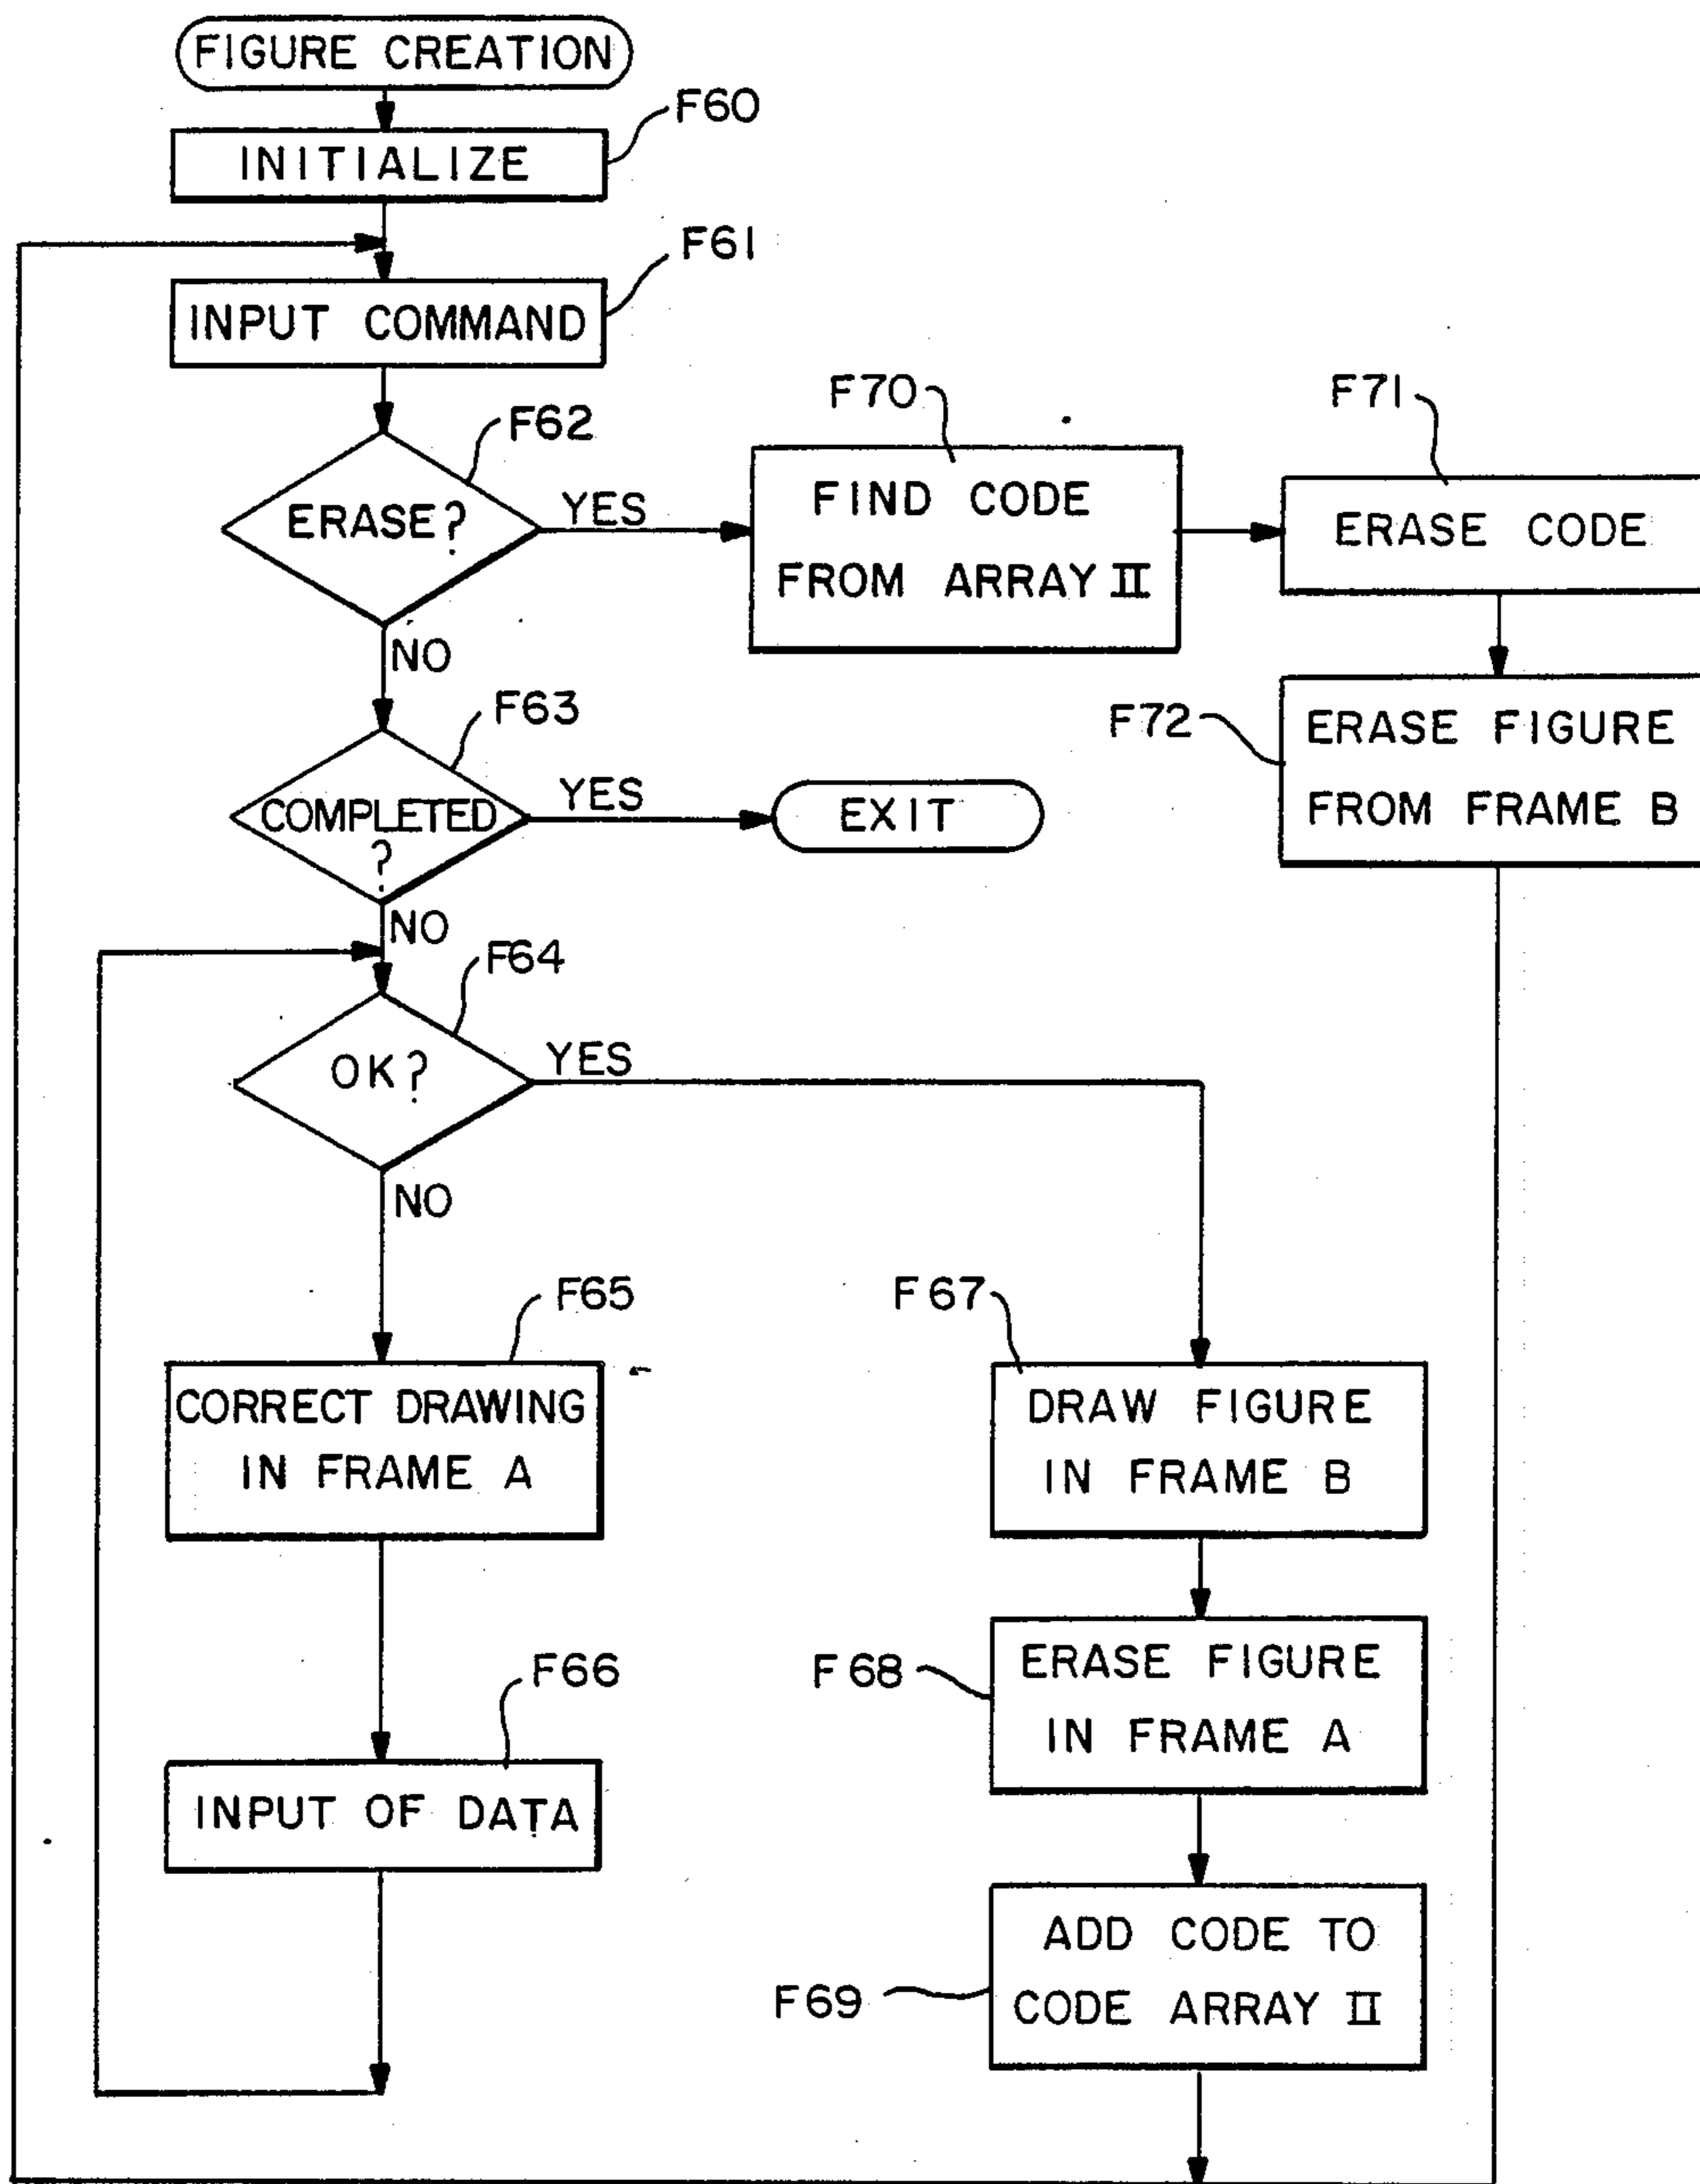 FIGURE CREATION
F60
INITIALIZE
F61
INPUT COMMAND
F62
ERASE?
YES
NO
F70
FIND CODE
FROM ARRAY II
F71
ERASE CODE
F72
ERASE FIGURE
FROM FRAME B
F63
COMPLETED
?
YES
NO
EXIT
F64
OK?
YES
NO
F65
CORRECT DRAWING
IN FRAME A
F66
INPUT OF DATA
F67
DRAW FIGURE
IN FRAME B
F68
ERASE FIGURE
IN FRAME A
F69
ADD CODE TO
CODE ARRAY II